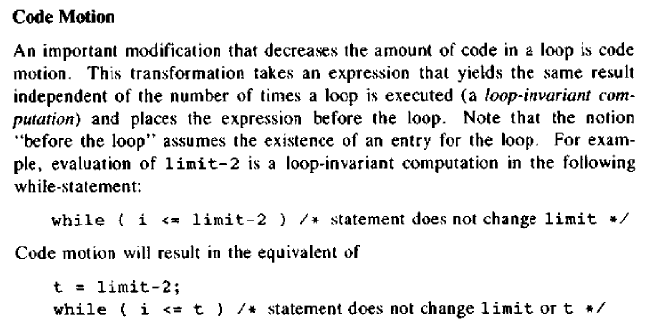 Code Motion
An important modification that decreases the amount of code in a loop is code
motion. This transformation takes an expression that yields the same result
independent of the number of times a loop is executed (a loop-invariant com-
putation) and places the expression before the loop. Note that the notion
"before the loop" assumes the existence of an entry for the loop. For exam-
ple, evaluation of limit-2 is a loop-invariant computation in the following
while-statement:
while ( i <= limit-2 ) /* statement does not change limit */
Code motion will result in the equivalent of
t = limit-2;
while ( i <= t ) /* statement does not change limit or t */